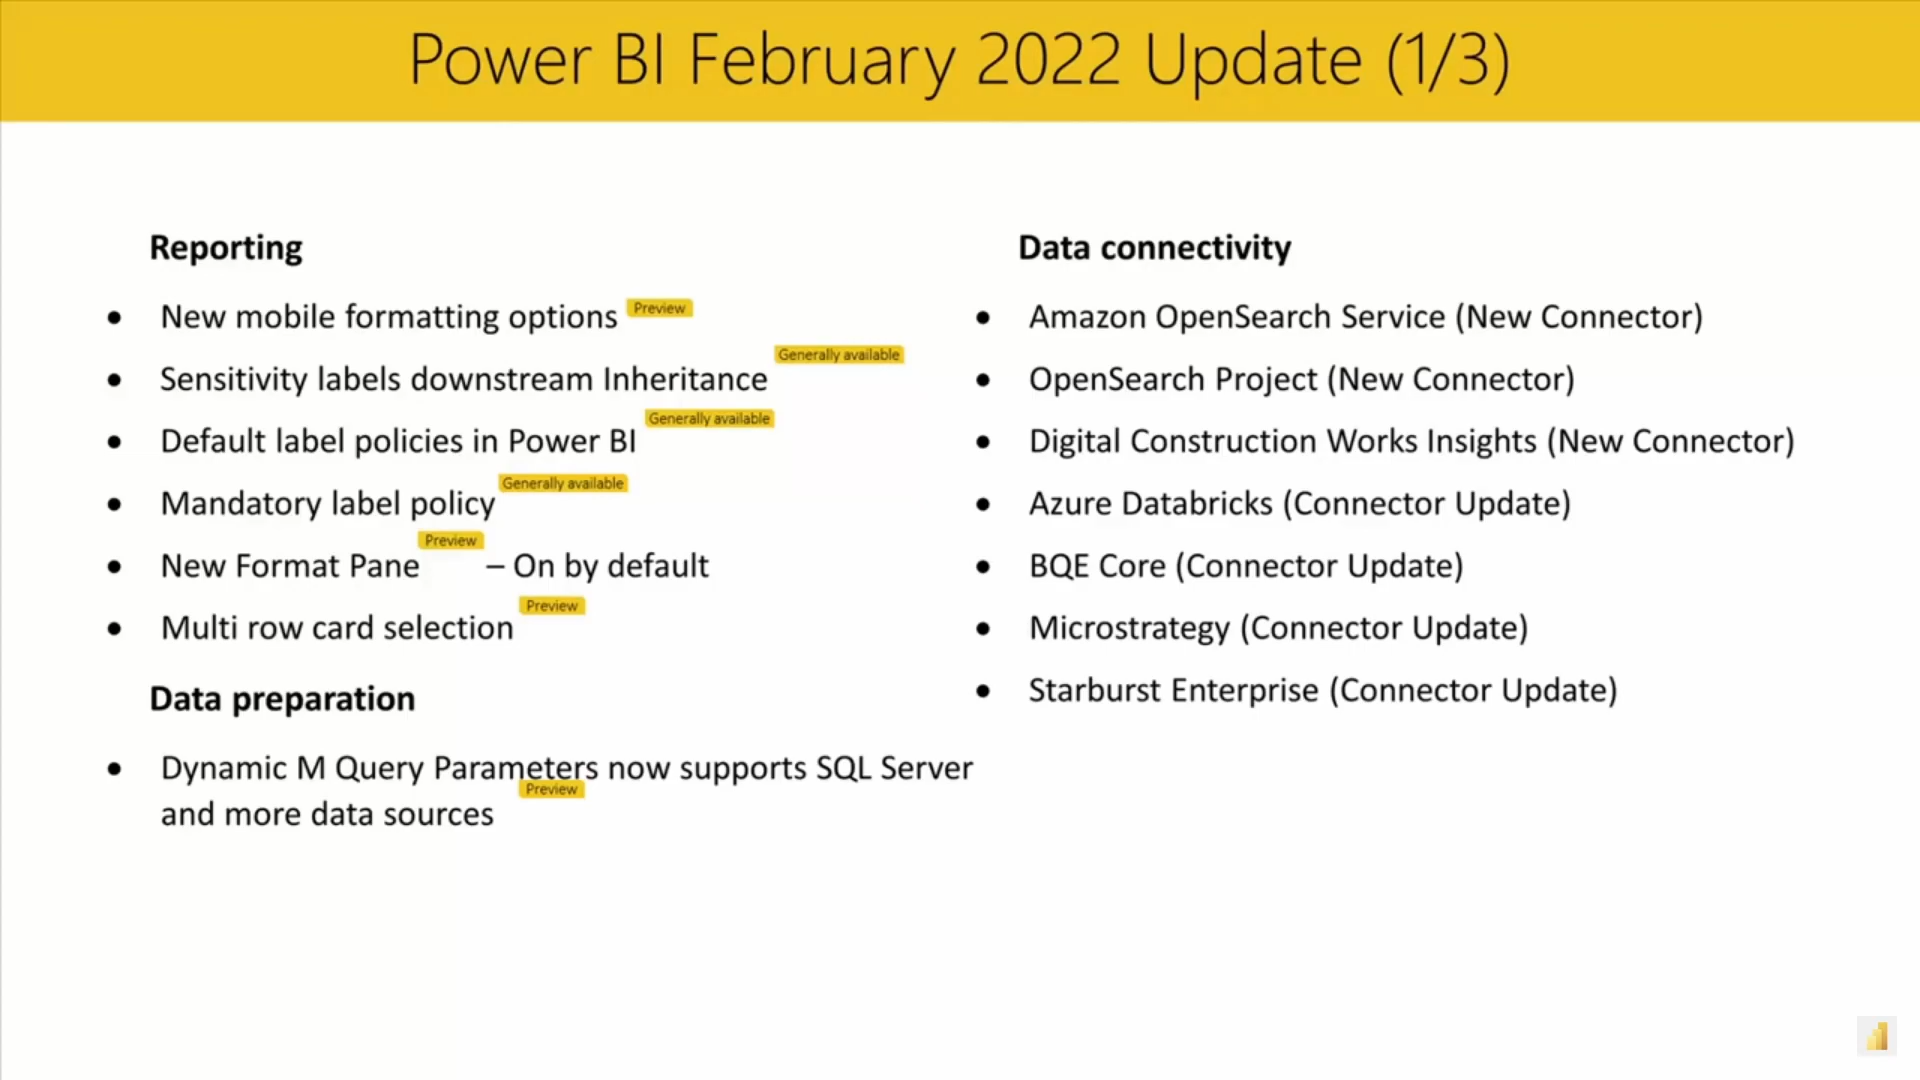 Power BI February 2022 Update (1/3)
Reporting
• New mobile formatting options Preview
• Sensitivity labels downstream Inheritance Generally available
• Default label policies in Power BI Generally available
• Mandatory label policy Generally available
• New Format Pane Preview – On by default
• Multi row card selection Preview
Data preparation
• Dynamic M Query Parameters now supports SQL Server
and more data sources Preview
Data connectivity
• Amazon OpenSearch Service (New Connector)
• OpenSearch Project (New Connector)
• Digital Construction Works Insights (New Connector)
• Azure Databricks (Connector Update)
• BQE Core (Connector Update)
• Microstrategy (Connector Update)
• Starburst Enterprise (Connector Update)